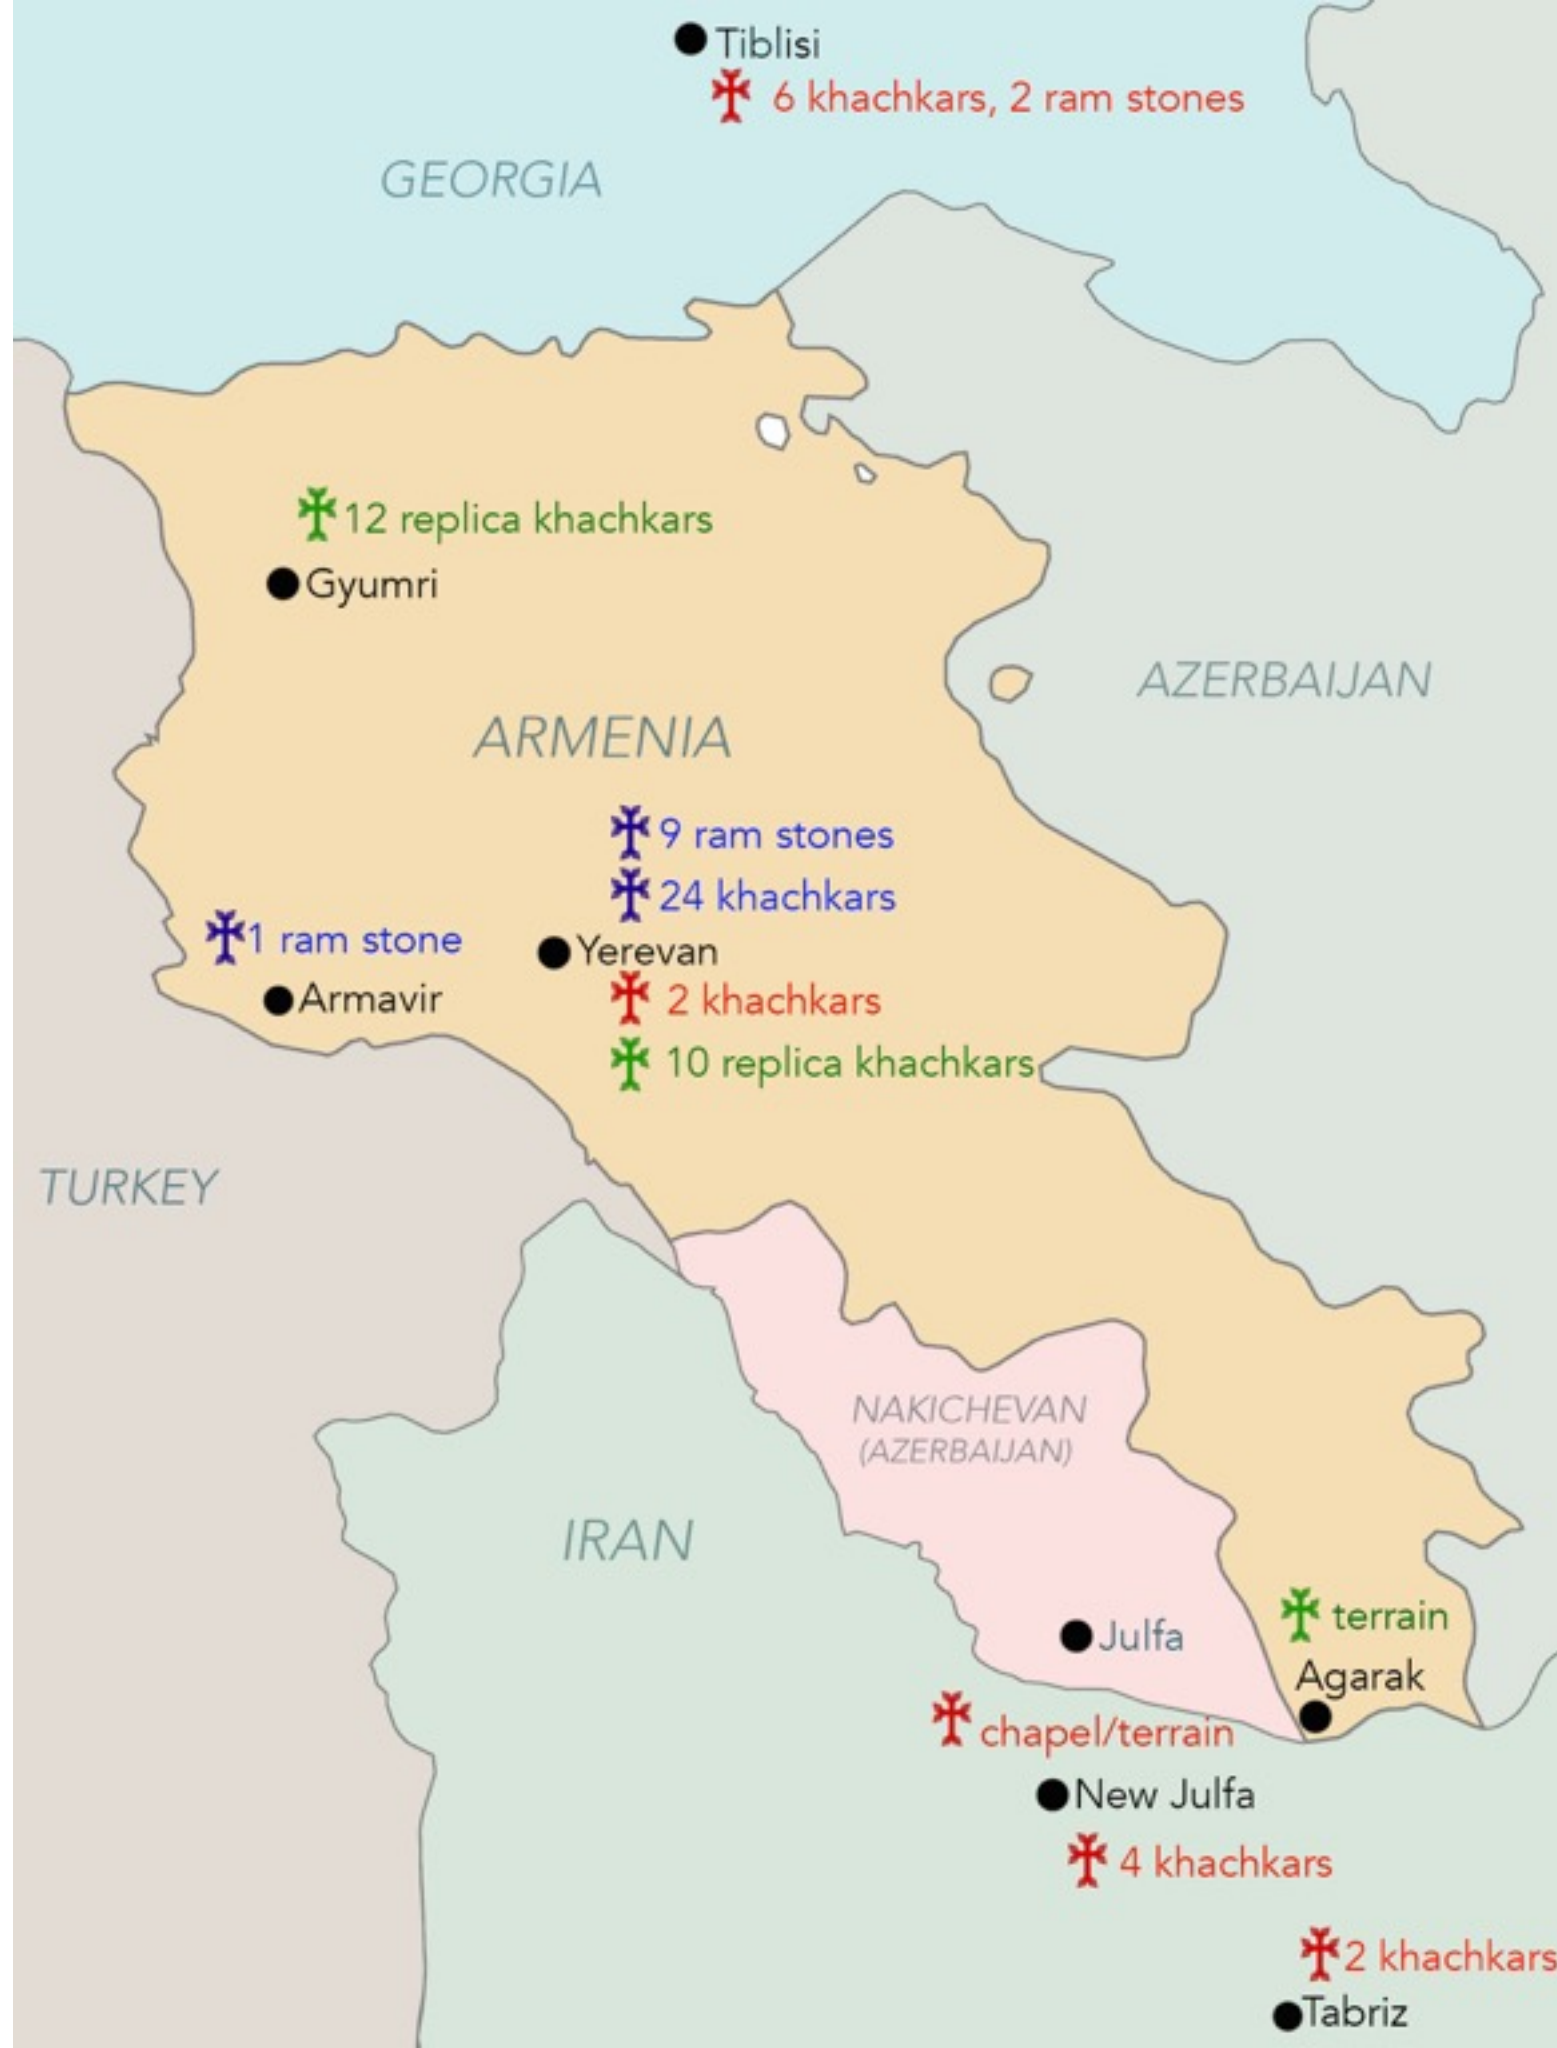 Tiblisi
6 khachkars, 2 ram stones
GEORGIA
12 replica khachkars
Gyumri
AZERBAIJAN
ARMENIA
9 ram stones
24 khachkars
1 ram stone
Yerevan
Armavir
2 khachkars
10 replica khachkars
TURKEY
NAKICHEVAN
(AZERBAIJAN)
IRAN
terrain
Julfa
Agarak
chapel/terrain
New Julfa
4 khachkars
2 khachkars
Tabriz